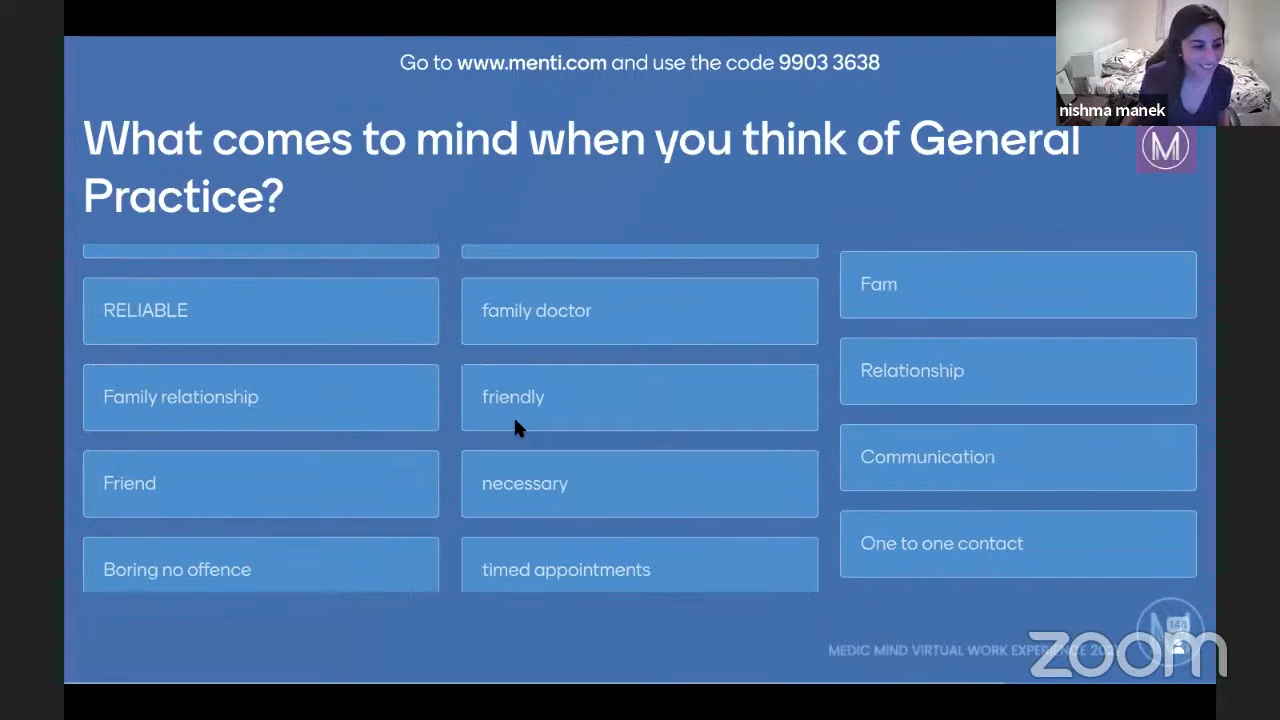 Go to www.menti.com and use the code 9903 3638
nishma manek
What comes to mind when you think of General
Practice?
M
RELIABLE
family doctor
Fam
Family relationship
friendly
Relationship
Friend
necessary
Communication
Boring no offence
timed appointments
One to one contact
MEDIC MIND VIRTUAL WORK EXPERIENCE
zoom